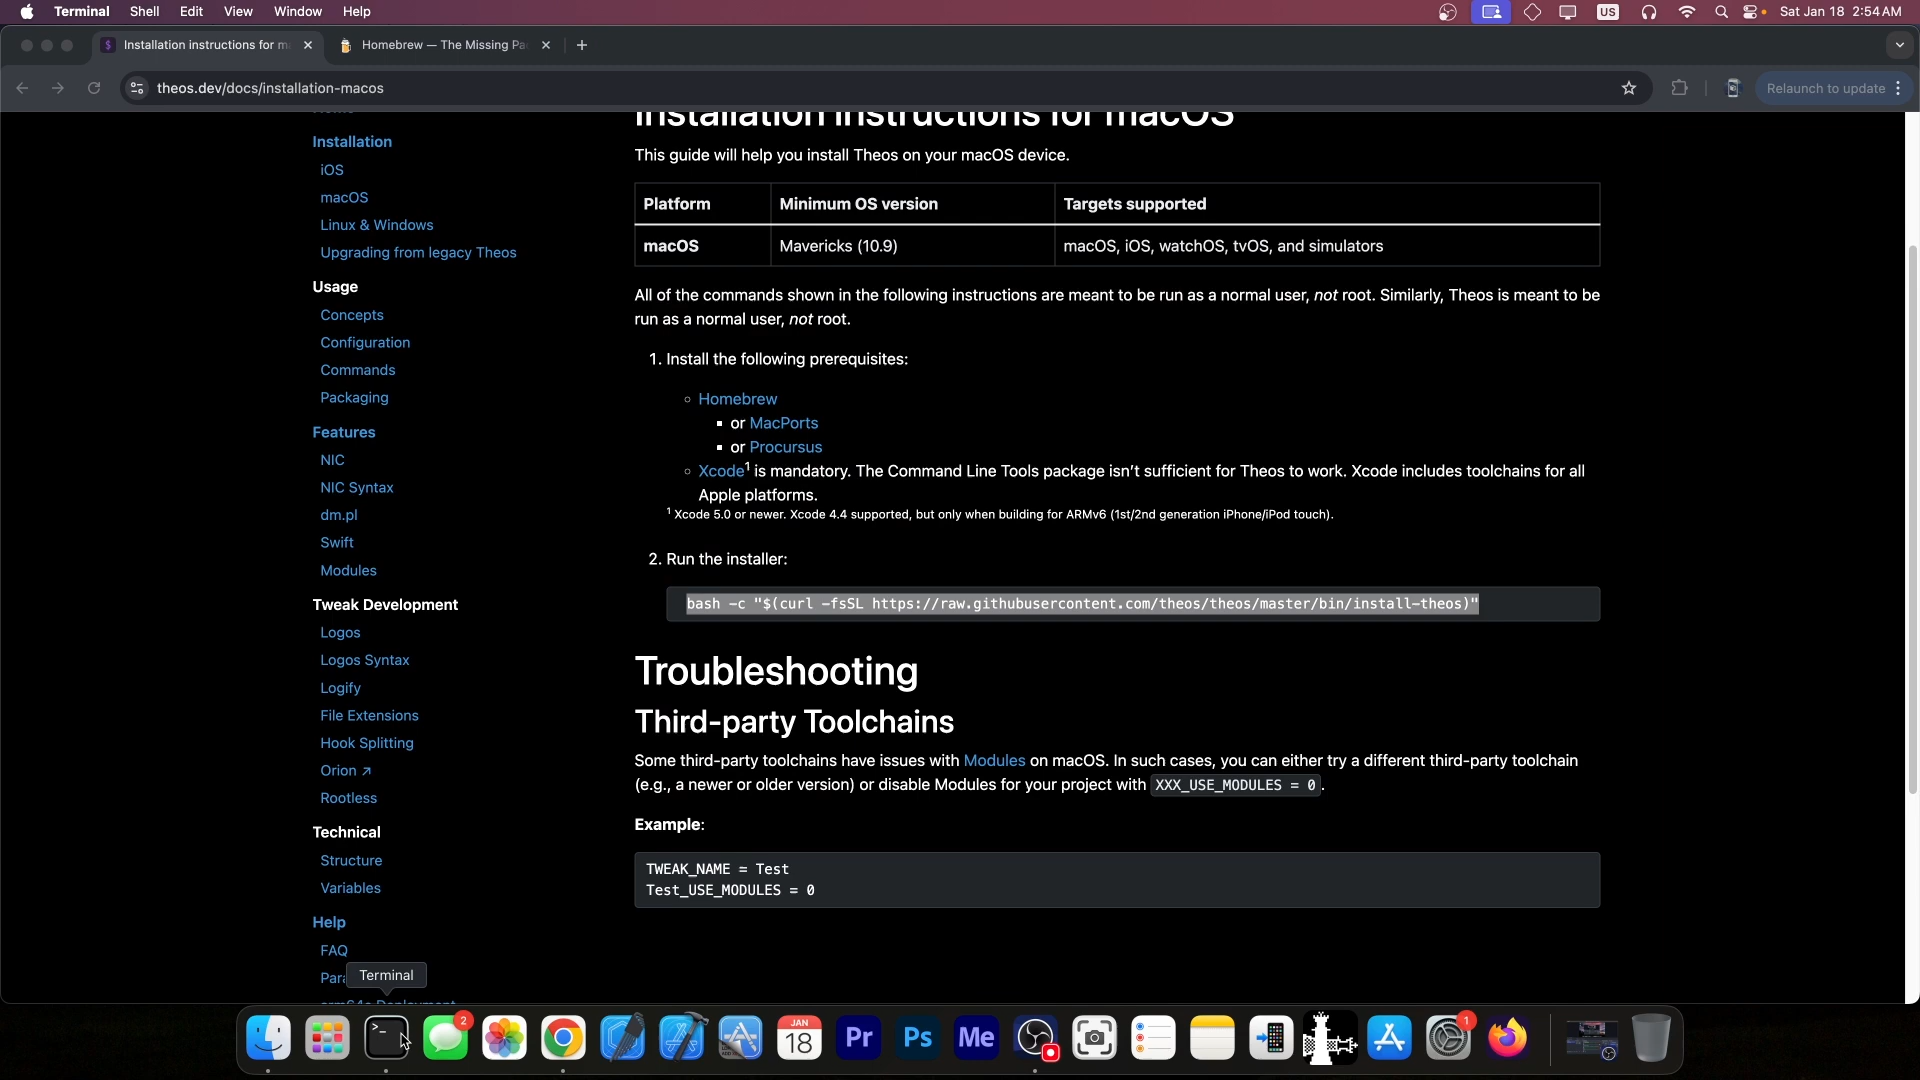 Terminal Shell Edit View Window Help
US
Sat Jan 18 2:54 AM
Installation instructions for m
Homebrew — The Missing Pa
theos.dev/docs/installation-macos
Relaunch to update
Installation
iOS
macOS
Linux & Windows
Upgrading from legacy Theos
Usage
Concepts
Configuration
Commands
Packaging
Features
NIC
NIC Syntax
dm.pl
Swift
Modules
Tweak Development
Logos
Logos Syntax
Logify
File Extensions
Hook Splitting
Orion ↗
Rootless
Technical
Structure
Variables
Help
FAQ
Para
Terminal
Installation instructions for macOS
This guide will help you install Theos on your macOS device.
Platform Minimum OS version Targets supported
macOS Mavericks (10.9) macOS, iOS, watchOS, tvOS, and simulators
All of the commands shown in the following instructions are meant to be run as a normal user, not root. Similarly, Theos is meant to be
run as a normal user, not root.
1. Install the following prerequisites:
Homebrew
or MacPorts
or Procursus
Xcode¹ is mandatory. The Command Line Tools package isn't sufficient for Theos to work. Xcode includes toolchains for all
Apple platforms.
¹ Xcode 5.0 or newer. Xcode 4.4 supported, but only when building for ARMv6 (1st/2nd generation iPhone/iPod touch).
2. Run the installer:
bash -c "$(curl -fsSL https://raw.githubusercontent.com/theos/theos/master/bin/install-theos)"
Troubleshooting
Third-party Toolchains
Some third-party toolchains have issues with Modules on macOS. In such cases, you can either try a different third-party toolchain
(e.g., a newer or older version) or disable Modules for your project with XXX_USE_MODULES = 0.
Example:
TWEAK_NAME = Test
Test_USE_MODULES = 0
2
JAN
18
Pr
Ps
Me
1